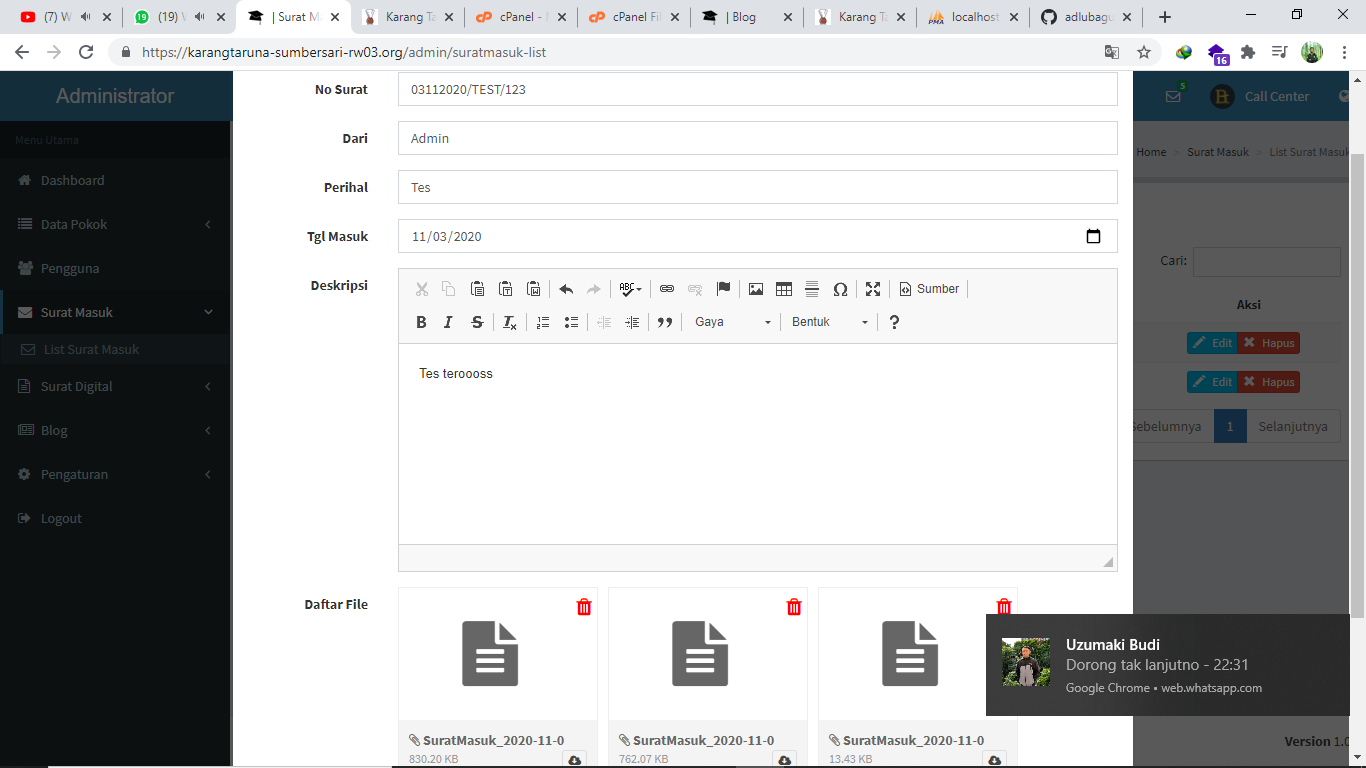 (7) W
(19) W
| Surat M
Karang Ta
cPanel - M
cPanel Fil
| Blog
Karang Ta
localhost
adlubagu
https://karangtaruna-sumbersari-rw03.org/admin/suratmasuk-list
16
Administrator
5
Call Center
Menu Utama
Home > Surat Masuk > List Surat Masuk
Dashboard
Data Pokok
Pengguna
Surat Masuk
List Surat Masuk
Surat Digital
Blog
Pengaturan
Logout
No Surat 03112020/TEST/123
Dari Admin
Perihal Tes
Tgl Masuk 11/03/2020
Deskripsi
ABC
Sumber
B I S Tx
Gaya
Bentuk
?
Tes teroooss
Cari:
Aksi
Edit Hapus
Edit Hapus
Sebelumnya 1 Selanjutnya
Daftar File
SuratMasuk_2020-11-0
830.20 KB
SuratMasuk_2020-11-0
762.07 KB
SuratMasuk_2020-11-0
13.43 KB
Uzumaki Budi
Dorong tak lanjutno - 22:31
Google Chrome • web.whatsapp.com
Version 1.0